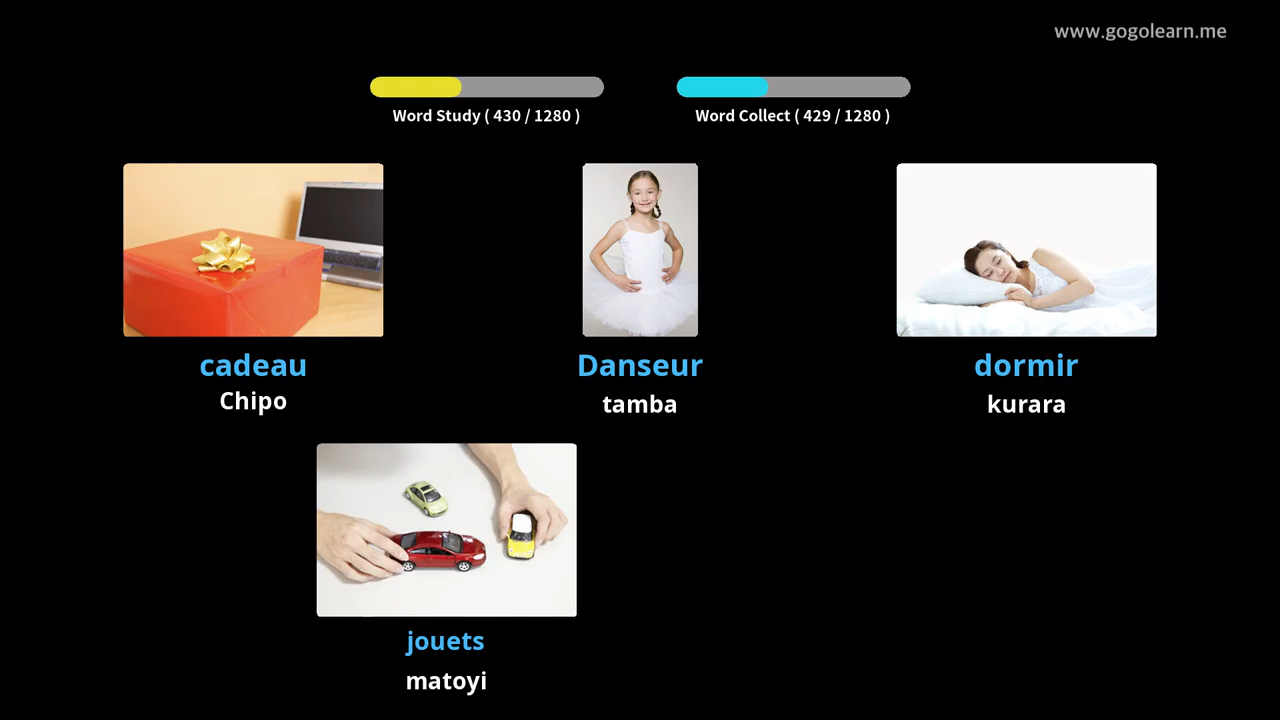 www.gogolearn.me
Word Study ( 430 / 1280 )
Word Collect ( 429 / 1280 )
cadeau
Chipo
Danseur
tamba
dormir
kurara
jouets
matoyi